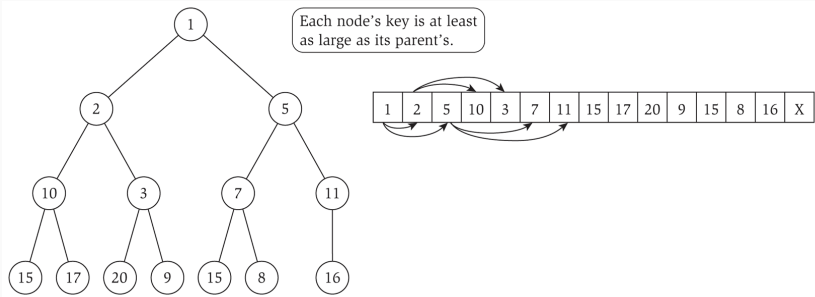 1
Each node’s key is at least
as large as its parent’s.
2 5
1 2 5 10 3 7 11 15 17 20 9 15 8 16 X
10 3 7 11
15 17 20 9 15 8 16